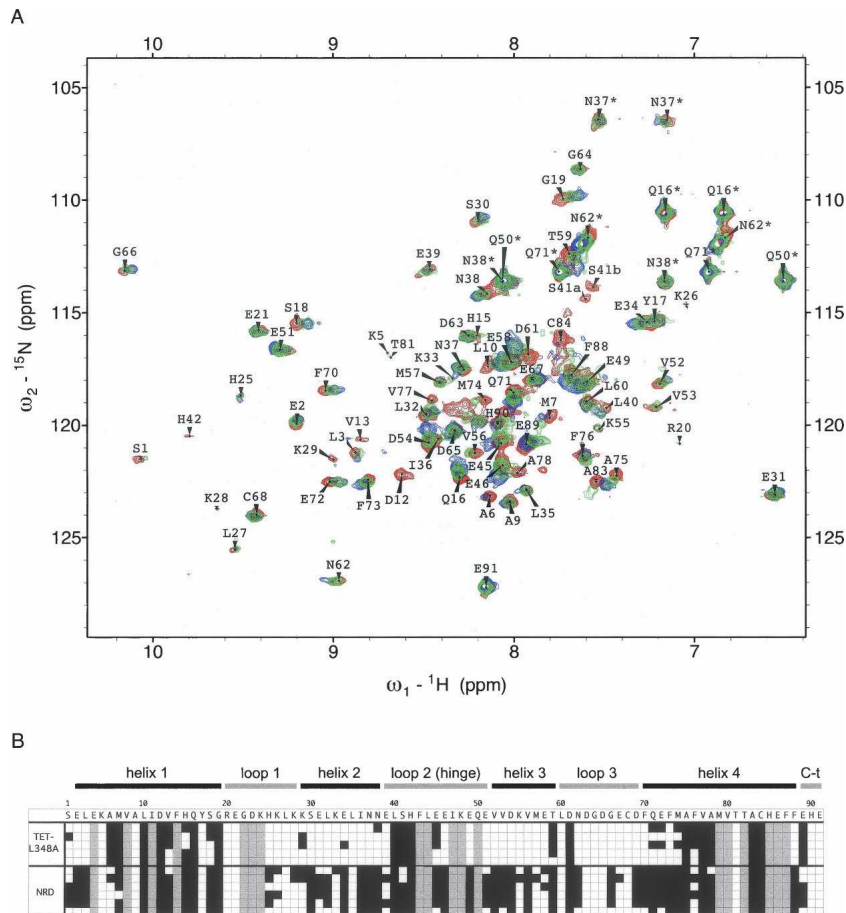 A
10 9 8 7
105 105
N37* N37*
G64
G19
110 110
S30 Q16* Q16*
N62*
Q50* T59 N62*
G66 E39 N38* Q71* Q71* Q50*
N38 S41b N38*
S41a K26
115 115
E21 S18 D63 H15 D61 C84 E34 Y17
E51 K5 T81 N37 L10 E58 F88
K33 E67 E49 V52
H25 F70 M57 Q71 L60
V77 M74 V53
E2 L32 H90 M7 L40
120 120
H42 V13 K55
L3 D54 V56 E89 R20
S1 K29 I36 D65 E45 A78 F76
E46 A83 A75
E72 F73 D12 Q16 A6 A9 L35 E31
K28 C68
L27
125 125
N62 E91
10 9 8 7
ω1 - 1H (ppm)
ω2 - 15N (ppm)
B
helix 1 loop 1 helix 2 loop 2 (hinge) helix 3 loop 3 helix 4 C-t
1 10 20 30 40 50 60 70 80 90
S E L E K A M V A L I D V F H Q Y S G R E G D K H K L K K S E L K E L I N N E L S H F L E E I K E Q E V V D K V M E T L D N D G D G E C D F Q E F M A F V A M V T T A C H E F F E H E
TET-
L348A
NRD